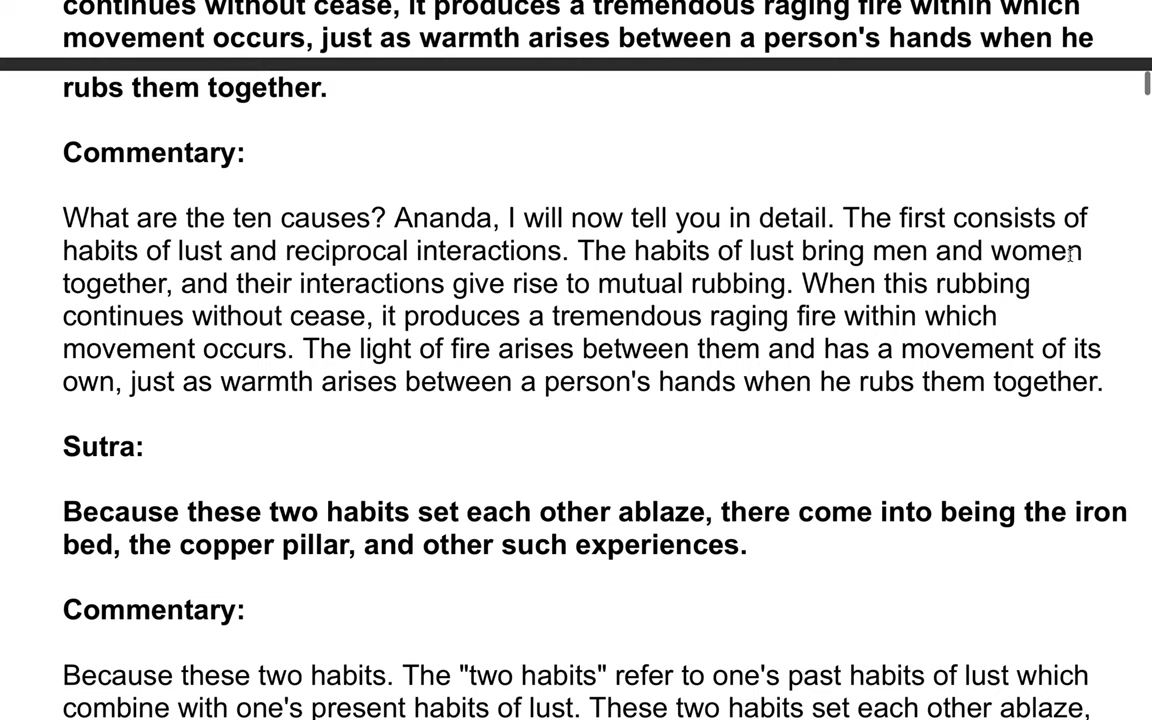 continues without cease, it produces a tremendous raging fire within which
movement occurs, just as warmth arises between a person's hands when he
rubs them together.
Commentary:
What are the ten causes? Ananda, I will now tell you in detail. The first consists of
habits of lust and reciprocal interactions. The habits of lust bring men and women
together, and their interactions give rise to mutual rubbing. When this rubbing
continues without cease, it produces a tremendous raging fire within which
movement occurs. The light of fire arises between them and has a movement of its
own, just as warmth arises between a person's hands when he rubs them together.
Sutra:
Because these two habits set each other ablaze, there come into being the iron
bed, the copper pillar, and other such experiences.
Commentary:
Because these two habits. The "two habits" refer to one's past habits of lust which
combine with one's present habits of lust. These two habits set each other ablaze,